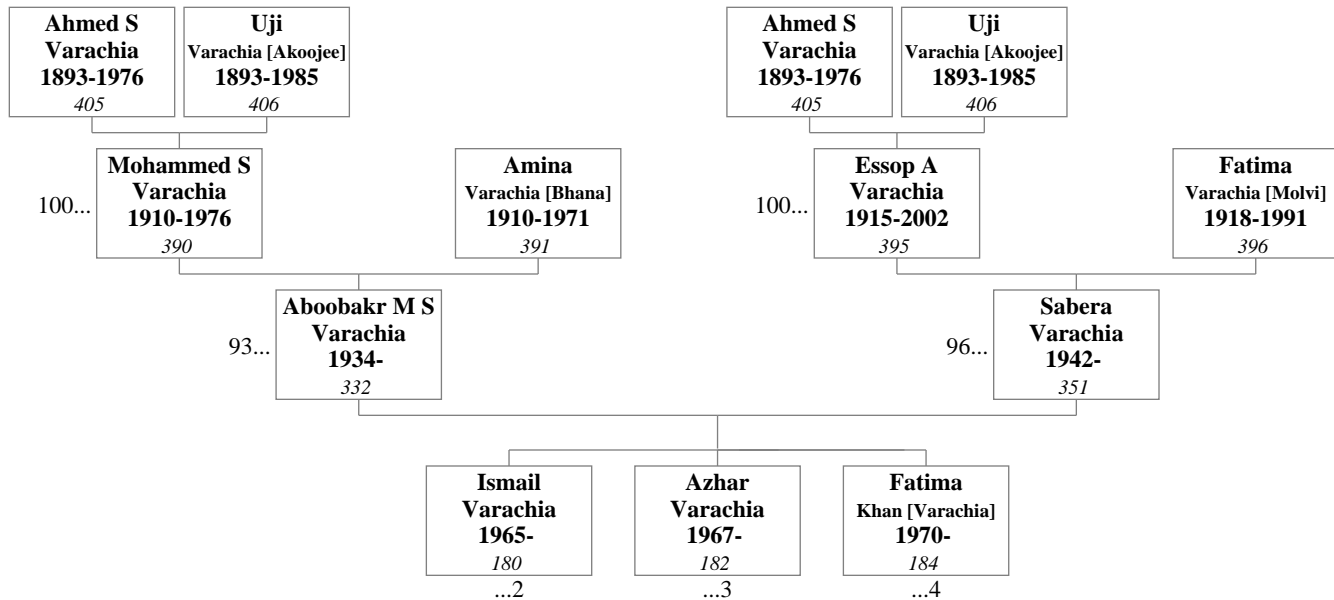 Ahmed S
Varachia
1893-1976
405
Uji
Varachia [Akoojee]
1893-1985
406
Ahmed S
Varachia
1893-1976
405
Uji
Varachia [Akoojee]
1893-1985
406
100...
Mohammed S
Varachia
1910-1976
390
Amina
Varachia [Bhana]
1910-1971
391
100...
Essop A
Varachia
1915-2002
395
Fatima
Varachia [Molvi]
1918-1991
396
93...
Aboobakr M S
Varachia
1934-
332
96...
Sabera
Varachia
1942-
351
Ismail
Varachia
1965-
180
...2
Azhar
Varachia
1967-
182
...3
Fatima
Khan [Varachia]
1970-
184
...4